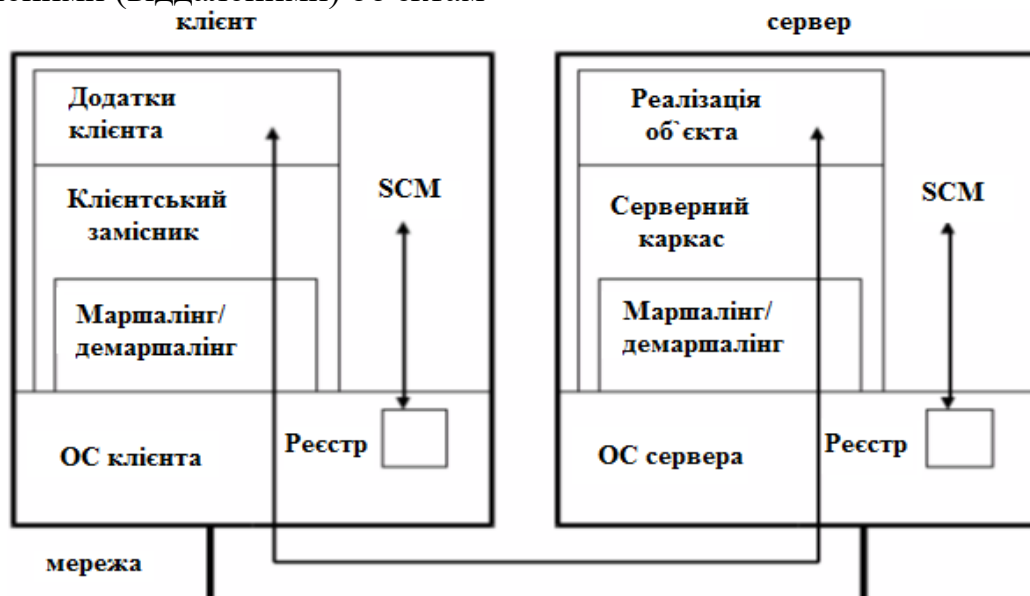 (віддаленими)
клієнт
сервер
Додатки
клієнта
Клієнтський
замісник
SCM
Маршалінг/
демаршалінг
ОС клієнта
Реєстр
Реалізація
об`єкта
Серверний
каркас
SCM
Маршалінг/
демаршалінг
ОС сервера
Реєстр
мережа